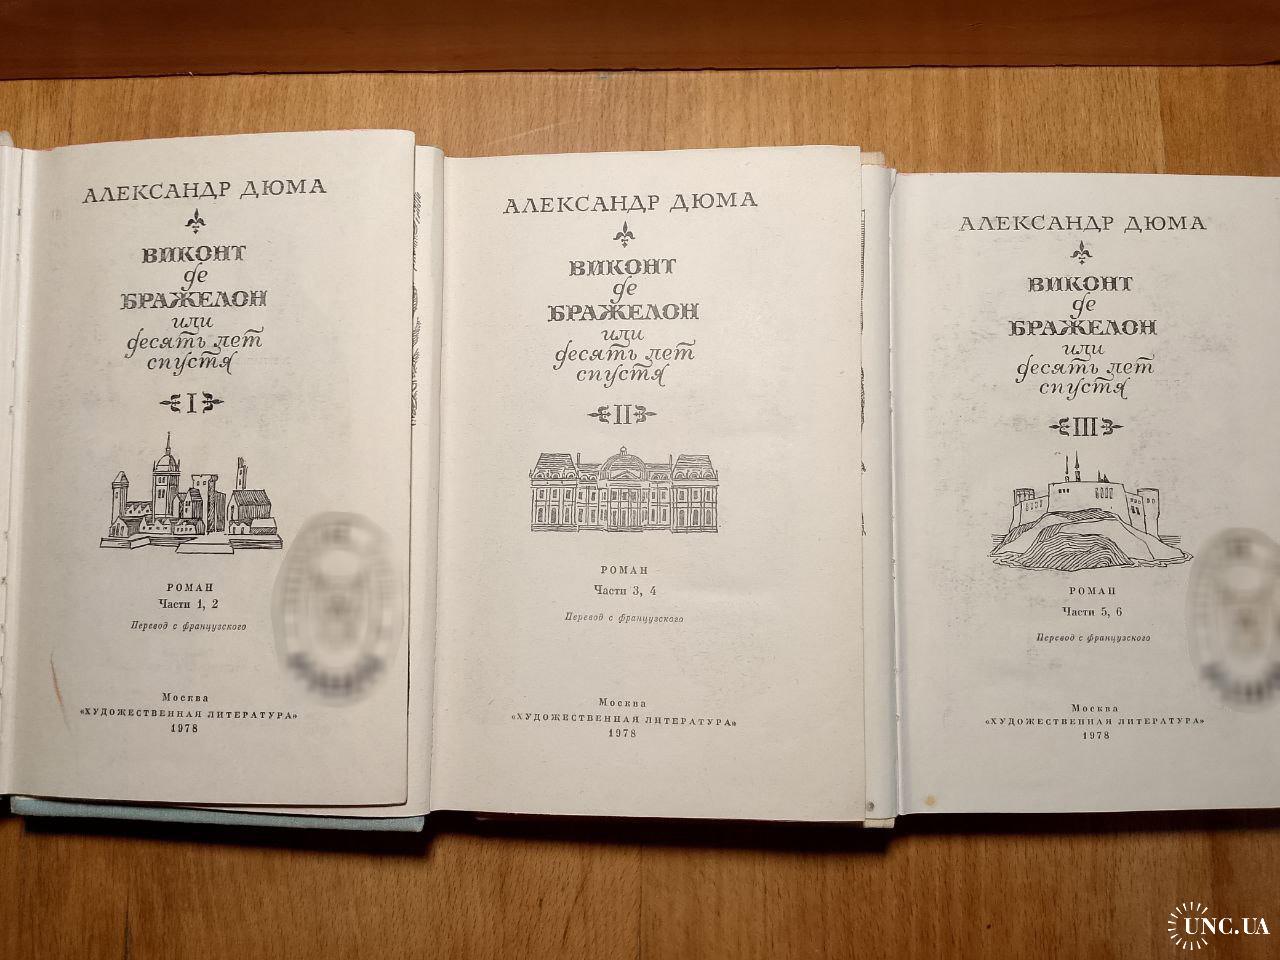 АЛЕКСАНДР ДЮМА
ВИКОНТ
де
БРАЖЕЛОН
или
десять лет
спустя
I
РОМАН
Части 1, 2
Перевод с французского
Москва
«ХУДОЖЕСТВЕННАЯ ЛИТЕРАТУРА»
1978
АЛЕКСАНДР ДЮМА
ВИКОНТ
де
БРАЖЕЛОН
или
десять лет
спустя
II
РОМАН
Части 3, 4
Перевод с французского
Москва
«ХУДОЖЕСТВЕННАЯ ЛИТЕРАТУРА»
1978
АЛЕКСАНДР ДЮМА
ВИКОНТ
де
БРАЖЕЛОН
или
десять лет
спустя
III
РОМАН
Части 5, 6
Перевод с французского
Москва
«ХУДОЖЕСТВЕННАЯ ЛИТЕРАТУРА»
1978
UNC.UA